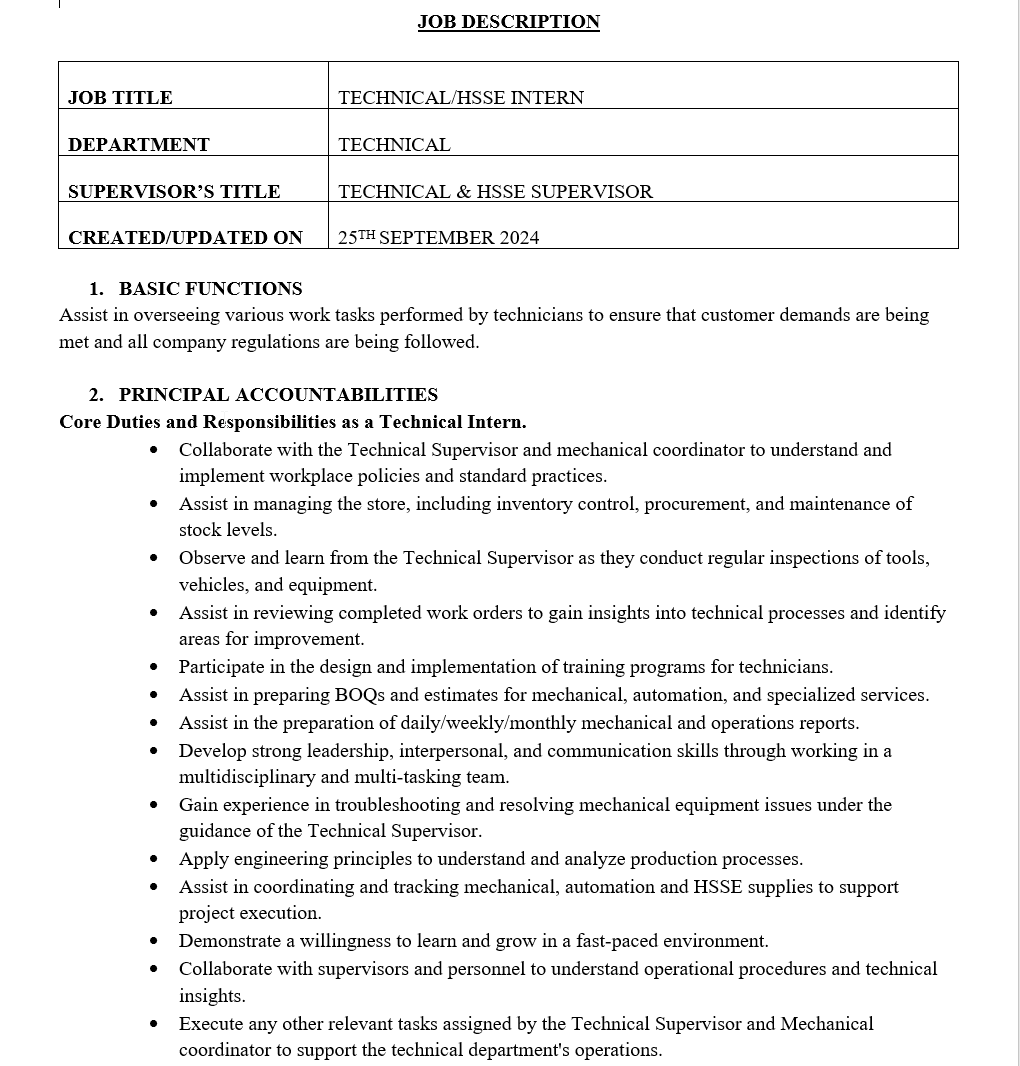 JOB DESCRIPTION
JOB TITLE TECHNICAL/HSSE INTERN
DEPARTMENT TECHNICAL
SUPERVISOR’S TITLE TECHNICAL & HSSE SUPERVISOR
CREATED/UPDATED ON 25TH SEPTEMBER 2024
1. BASIC FUNCTIONS
Assist in overseeing various work tasks performed by technicians to ensure that customer demands are being
met and all company regulations are being followed.
2. PRINCIPAL ACCOUNTABILITIES
Core Duties and Responsibilities as a Technical Intern.
• Collaborate with the Technical Supervisor and mechanical coordinator to understand and
implement workplace policies and standard practices.
• Assist in managing the store, including inventory control, procurement, and maintenance of
stock levels.
• Observe and learn from the Technical Supervisor as they conduct regular inspections of tools,
vehicles, and equipment.
• Assist in reviewing completed work orders to gain insights into technical processes and identify
areas for improvement.
• Participate in the design and implementation of training programs for technicians.
• Assist in preparing BOQs and estimates for mechanical, automation, and specialized services.
• Assist in the preparation of daily/weekly/monthly mechanical and operations reports.
• Develop strong leadership, interpersonal, and communication skills through working in a
multidisciplinary and multi-tasking team.
• Gain experience in troubleshooting and resolving mechanical equipment issues under the
guidance of the Technical Supervisor.
• Apply engineering principles to understand and analyze production processes.
• Assist in coordinating and tracking mechanical, automation and HSSE supplies to support
project execution.
• Demonstrate a willingness to learn and grow in a fast-paced environment.
• Collaborate with supervisors and personnel to understand operational procedures and technical
insights.
• Execute any other relevant tasks assigned by the Technical Supervisor and Mechanical
coordinator to support the technical department's operations.